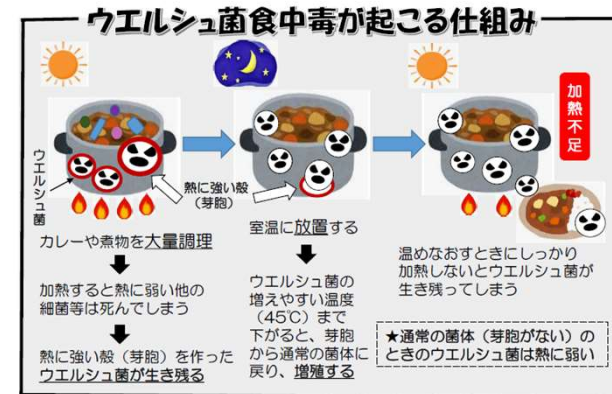 ウエルシュ菌食中毒が起こる仕組み
加熱不足
ウエルシュ菌
熱に強い殻
（芽胞）
カレーや煮物を大量調理
加熱すると熱に弱い他の
細菌等は死んでしまう
熱に強い殻（芽胞）を作った
ウエルシュ菌が生き残る
室温に放置する
ウエルシュ菌の
増えやすい温度
（45℃）まで
下がると、芽胞
から通常の菌体に
戻り、増殖する
温めなおすときにしっかり
加熱しないとウエルシュ菌が
生き残ってしまう
★通常の菌体（芽胞がない）の
ときのウエルシュ菌は熱に弱い